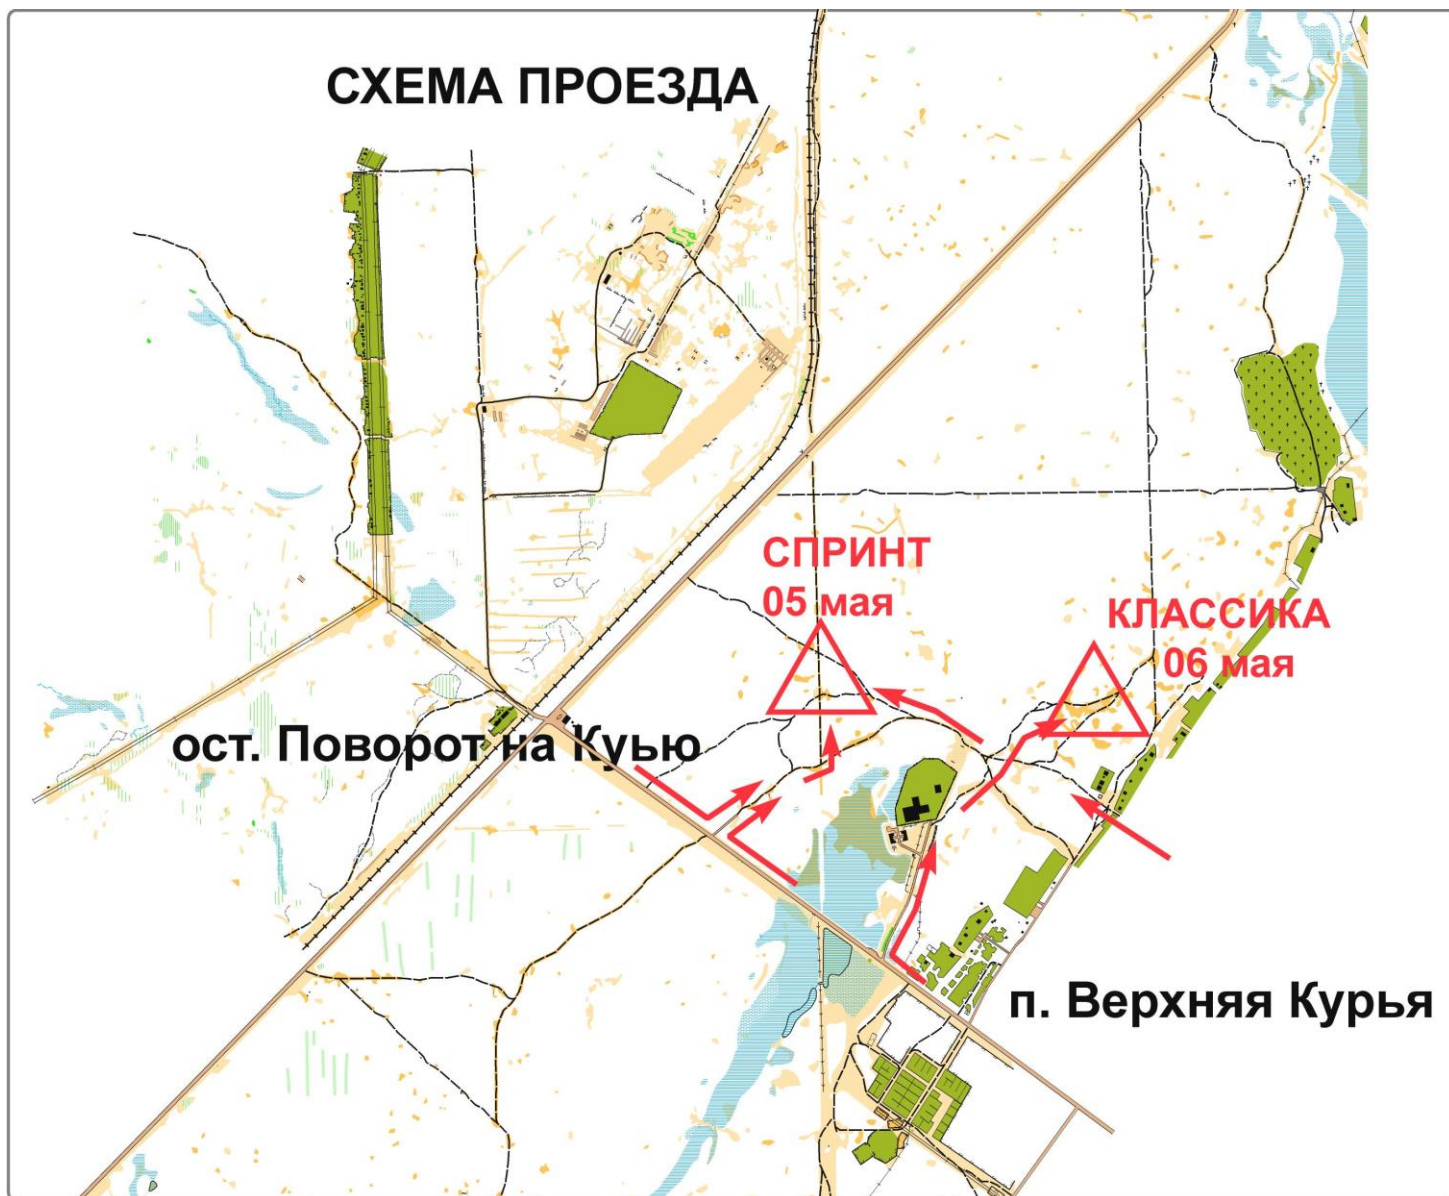 СХЕМА ПРОЕЗДА
СПРИНТ
05 мая
КЛАССИКА
06 мая
ост. Поворот на Куью
п. Верхняя Курья